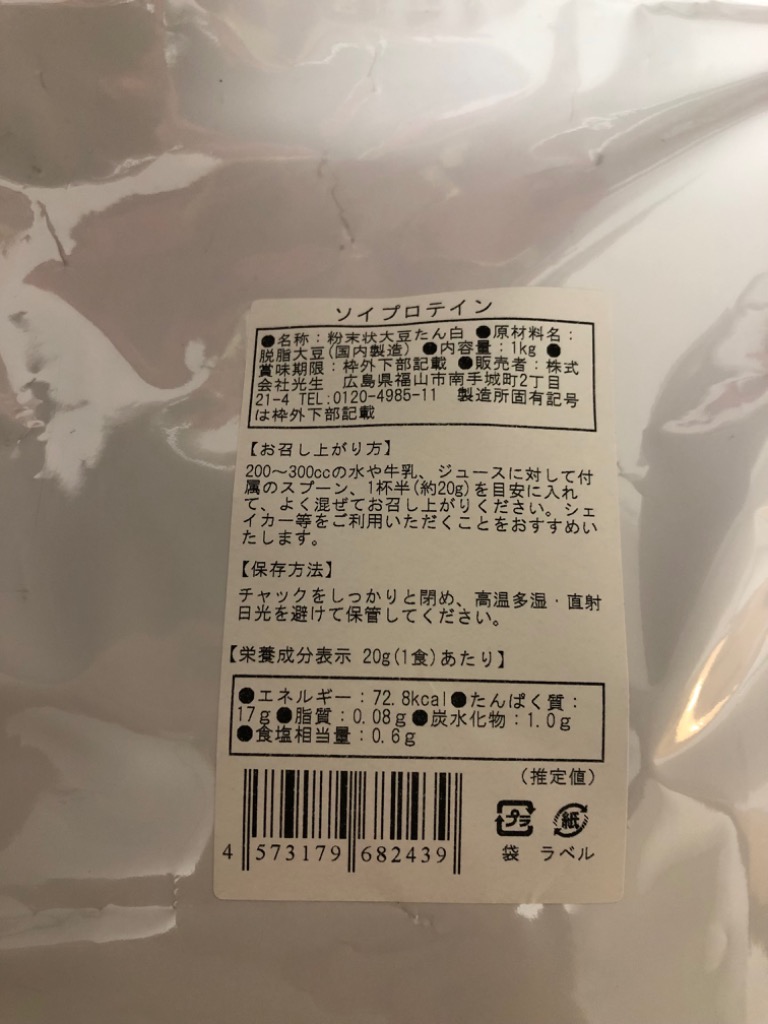 ソイプロテイン
●名称：粉末状大豆たん白 ●原材料名：
脱脂大豆(国内製造) ●内容量：1kg ●
賞味期限：枠外下部記載 ●販売者：株式
会社光生 広島県福山市南手城町2丁目
21-4 TEL:0120-4985-11 製造所固有記号
は枠外下部記載
【お召し上がり方】
200～300ccの水や牛乳、ジュースに対して付
属のスプーン、1杯半(約20g)を目安に入れ
て、よく混ぜてお召し上がりください。シェ
イカー等をご利用いただくことをおすすめい
たします。
【保存方法】
チャックをしっかりと閉め、高温多湿・直射
日光を避けて保管してください。
【栄養成分表示 20g(1食)あたり】
●エネルギー：72.8kcal●たんぱく質：
17g●脂質：0.08g●炭水化物：1.0g
●食塩相当量：0.6g
(推定値)
プラ 紙
袋 ラベル
4 573179 682439